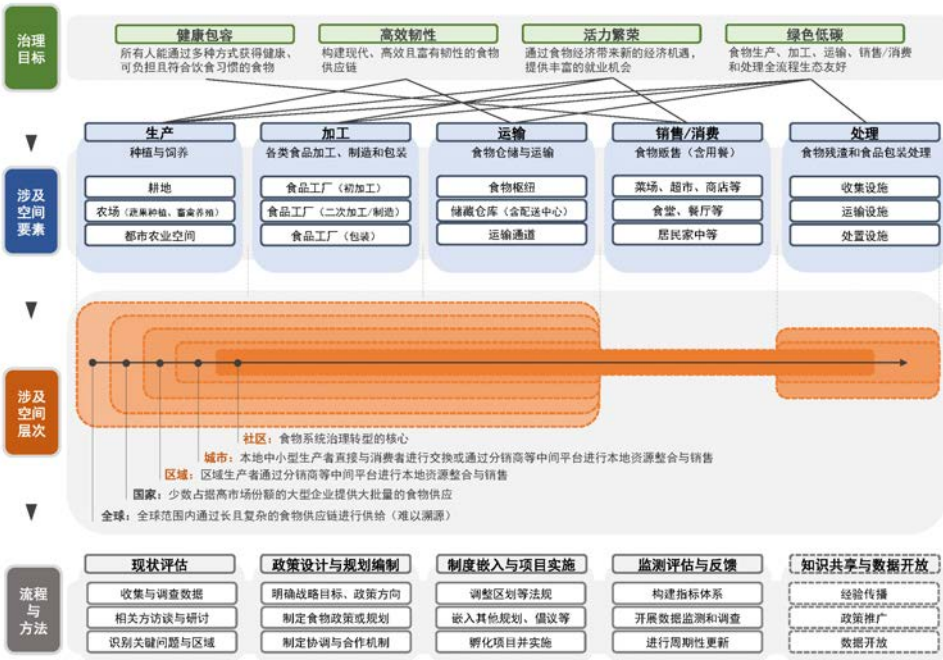 治理
目标
健康包容
所有人能通过多种方式获得健康、
可负担且符合饮食习惯的食物
高效韧性
构建现代、高效且富有韧性的食物
供应链
活力繁荣
通过食物经济带来新的经济机遇,
提供丰富的就业机会
绿色低碳
食物生产、加工、运输、销售/消费
和处理全流程生态友好
涉及
空间
要素
生产
种植与饲养
耕地
农场(蔬果种植、畜禽养殖)
都市农业空间
加工
各类食品加工、制造和包装
食品工厂(初加工)
食品工厂(二次加工/制造)
食品工厂(包装)
运输
食物仓储与运输
食物枢纽
储藏仓库(含配送中心)
运输通道
销售/消费
食物贩售(含用餐)
菜场、超市、商店等
食堂、餐厅等
居民家中等
处理
食物残渣和食品包装处理
收集设施
运输设施
处置设施
涉及
空间
层次
社区:食物系统治理转型的核心
城市:本地中小型生产者直接与消费者进行交换或通过分销商等中间平台进行本地资源整合与销售
区域:区域生产者通过分销商等中间平台进行本地资源整合与销售
国家:少数占据高市场份额的大型企业提供大批量的食物供应
全球:全球范围内通过长且复杂的食物供应链进行供给(难以溯源)
流程
与
方法
现状评估
收集与调查数据
相关方访谈与研讨
识别关键问题与区域
政策设计与规划编制
明确战略目标、政策方向
制定食物政策或规划
制定协调与合作机制
制度嵌入与项目实施
调整区划等法规
嵌入其他规划、倡议等
孵化项目并实施
监测评估与反馈
构建指标体系
开展数据监测和调查
进行周期性更新
知识共享与数据开放
经验传播
政策推广
数据开放